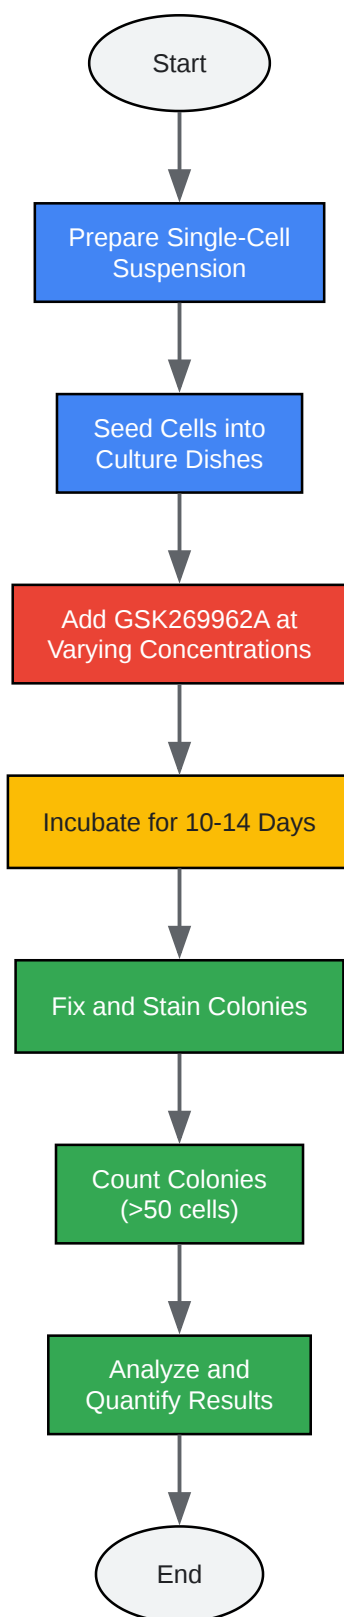 Start
Prepare Single-Cell
Suspension
Seed Cells into
Culture Dishes
Add GSK269962A at
Varying Concentrations
Incubate for 10-14 Days
Fix and Stain Colonies
Count Colonies
(>50 cells)
Analyze and
Quantify Results
End